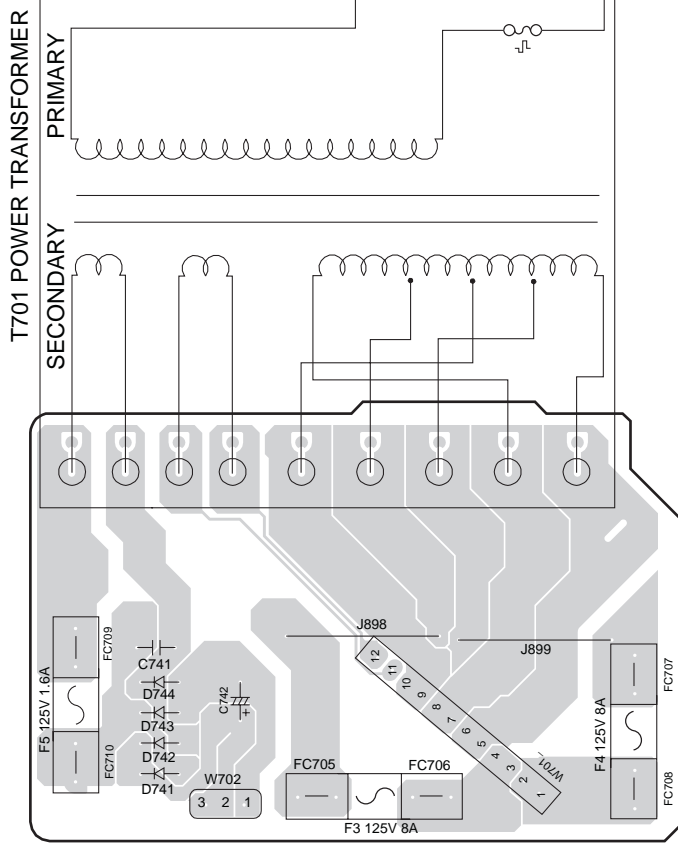 T701 POWER TRANSFORMER
PRIMARY
SECONDARY
J898
J899
FC709
F5 125V 1.6A
FC710
C741
D744
D743
D742
D741
C742
+
W702
3 2 1
FC705
FC706
F3 125V 8A
12
11
10
9
8
7
6
5
4
3
2
1
W701
FC707
F4 125V 8A
FC708